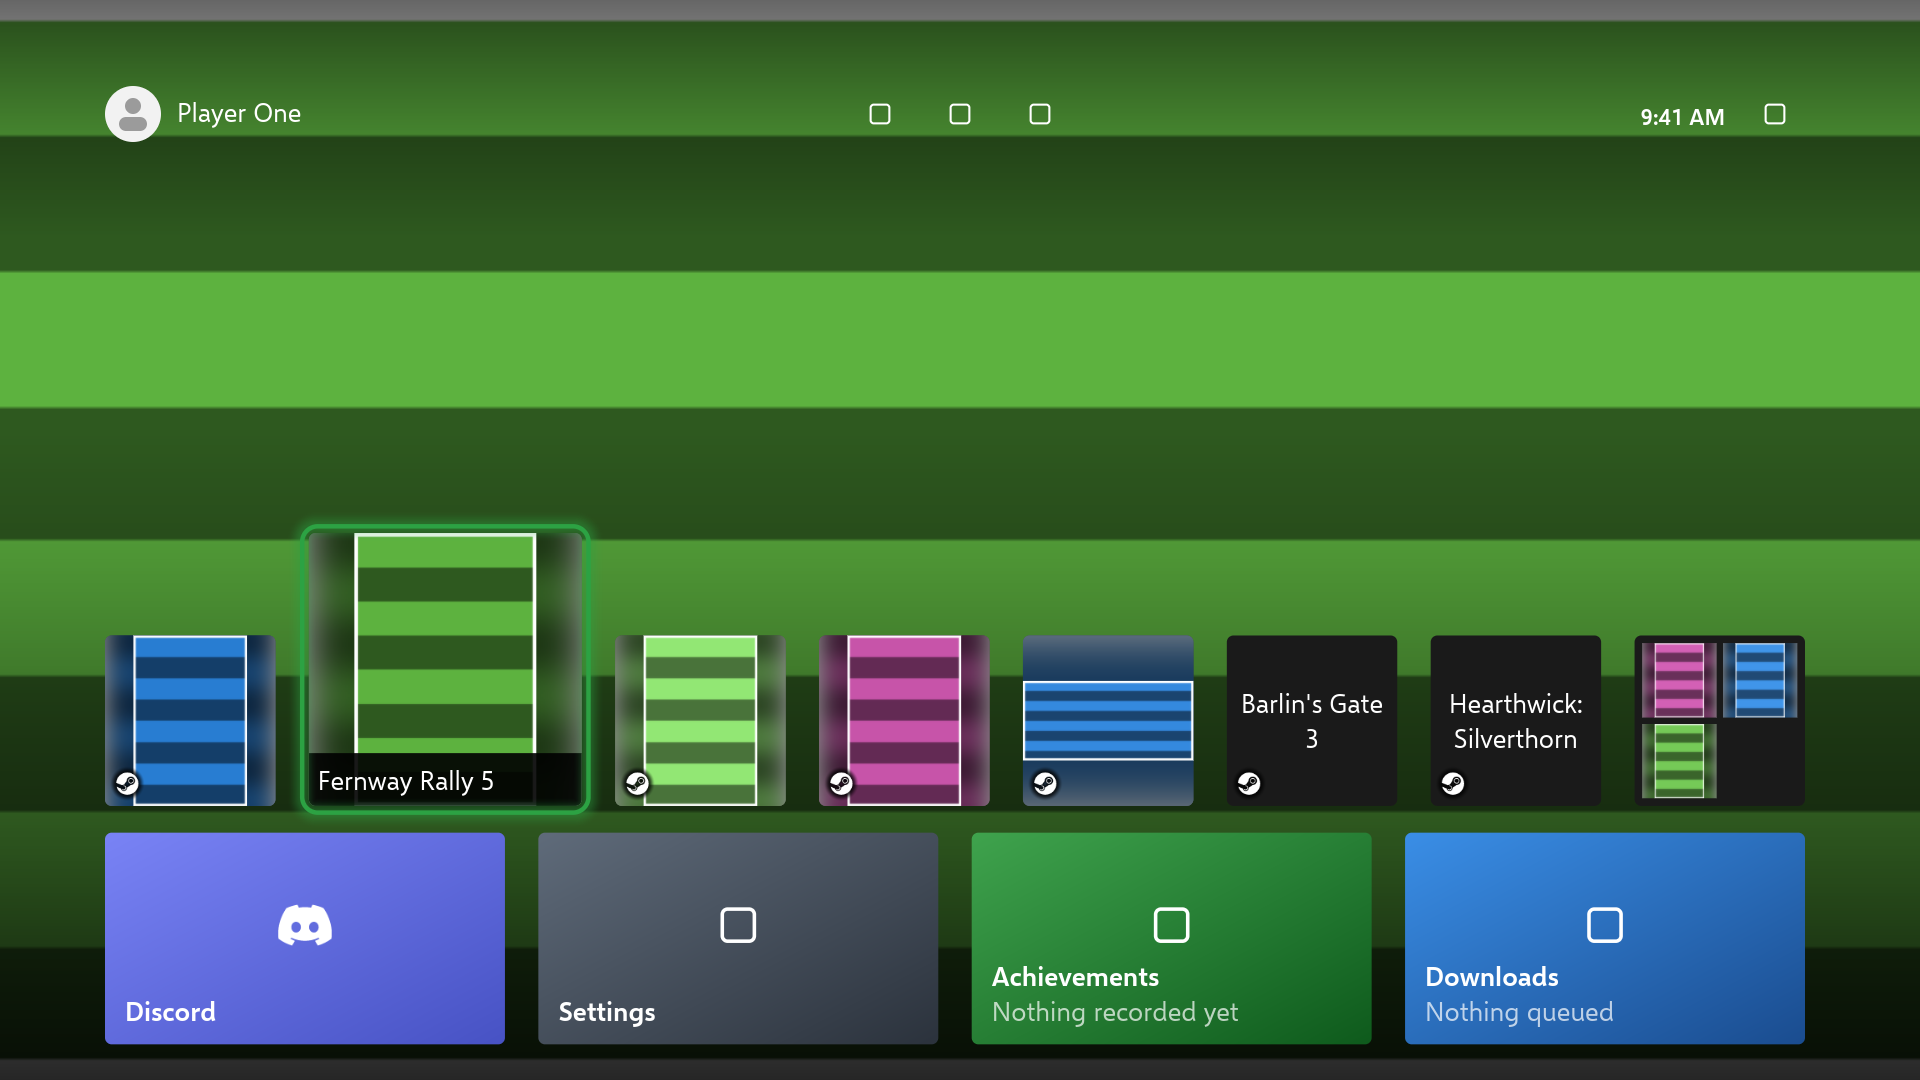 Player One
9:41 AM
Fernway Rally 5
Barlin's Gate
3
Hearthwick:
Silverthorn
Discord
Settings
Achievements
Nothing recorded yet
Downloads
Nothing queued